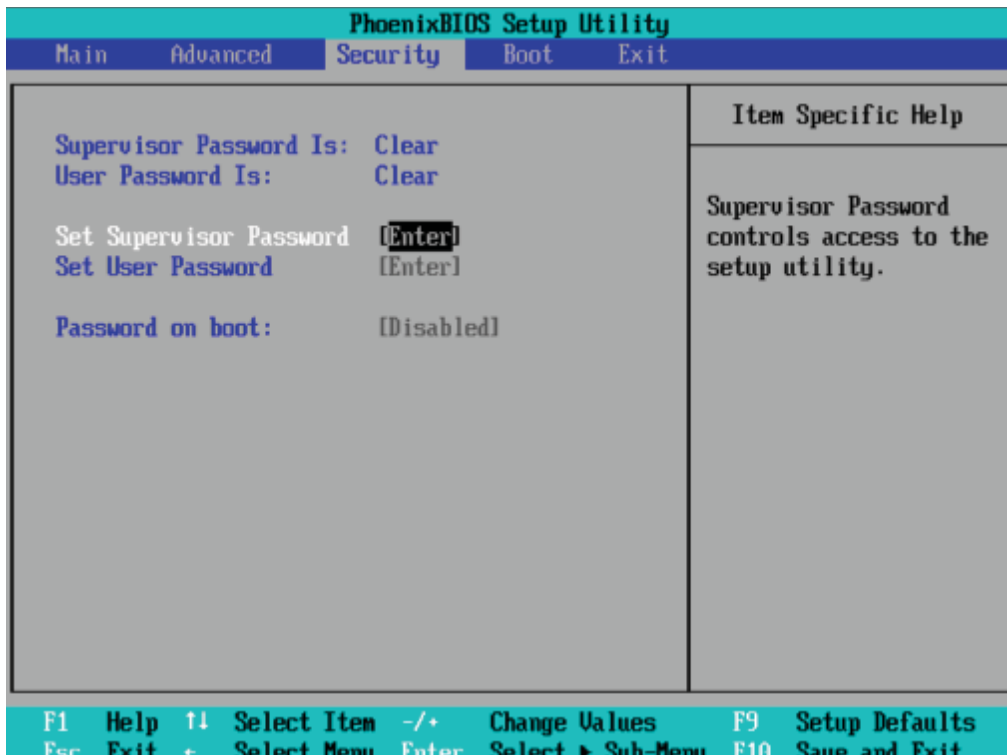 PhoenixBIOS Setup Utility
Main Advanced Security Boot Exit
Supervisor Password Is: Clear
User Password Is: Clear
Set Supervisor Password [Enter]
Set User Password [Enter]
Password on boot: [Disabled]
Item Specific Help
Supervisor Password
controls access to the
setup utility.
F1 Help ↑↓ Select Item -/+ Change Values F9 Setup Defaults
Esc Exit ← Select Menu Enter Select ▶ Sub-Menu F10 Save and Exit